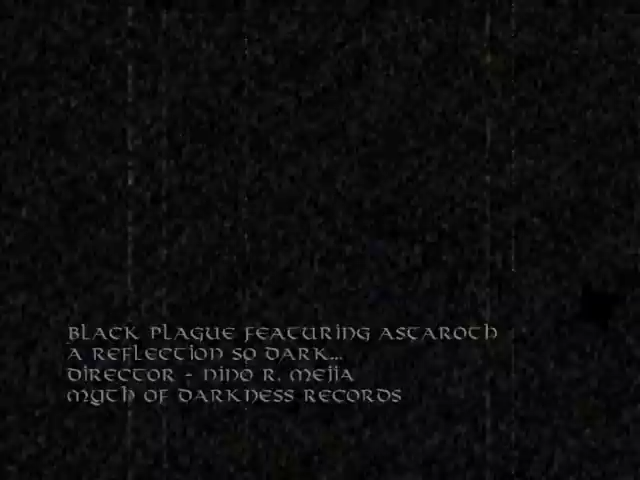 BLACK PLAGUE FEATURING ASTAROTH
A REFLECTION SO DARK...
DIRECTOR - NINO R. MEJIA
MYTH OF DARKNESS RECORDS